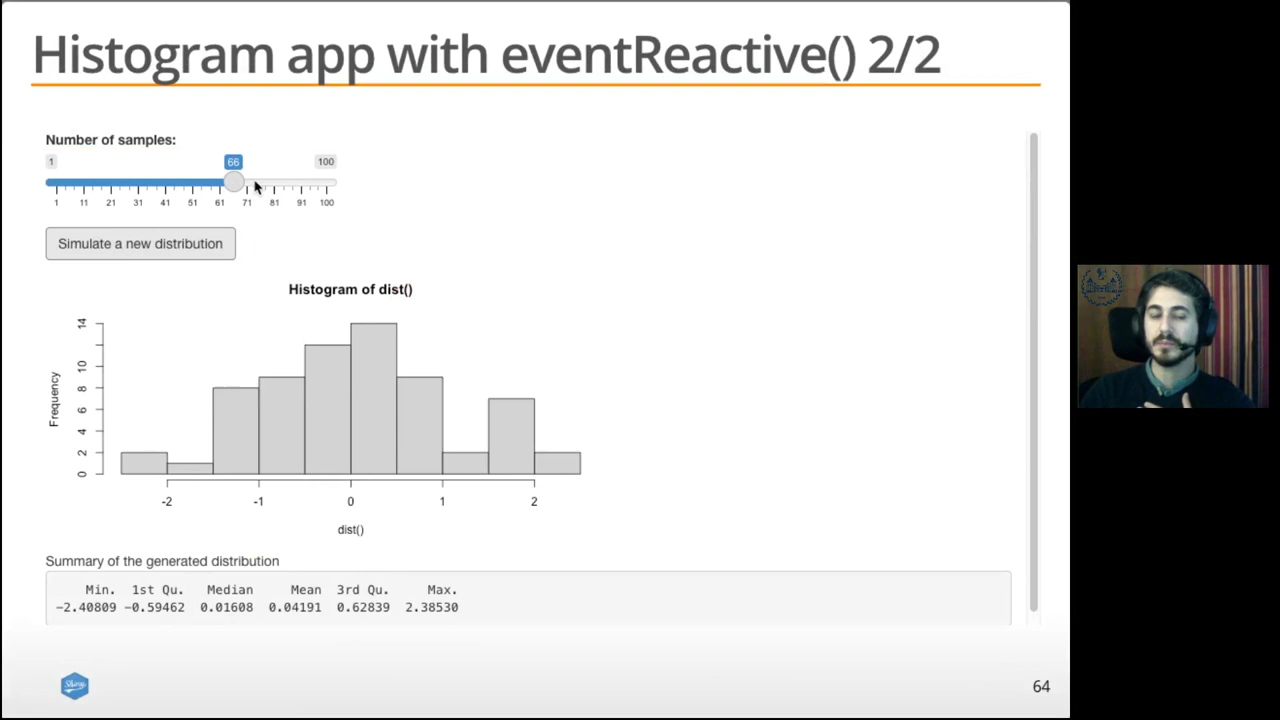 Histogram app with eventReactive() 2/2
Number of samples:
1 66 100
1 11 21 31 41 51 61 71 81 91 100
Simulate a new distribution
Histogram of dist()
Frequency
14
10
8
6
4
2
0
-2 -1 0 1 2
dist()
Summary of the generated distribution
Min. 1st Qu. Median Mean 3rd Qu. Max.
-2.40809 -0.59462 0.01608 0.04191 0.62839 2.38530
Shiny
64